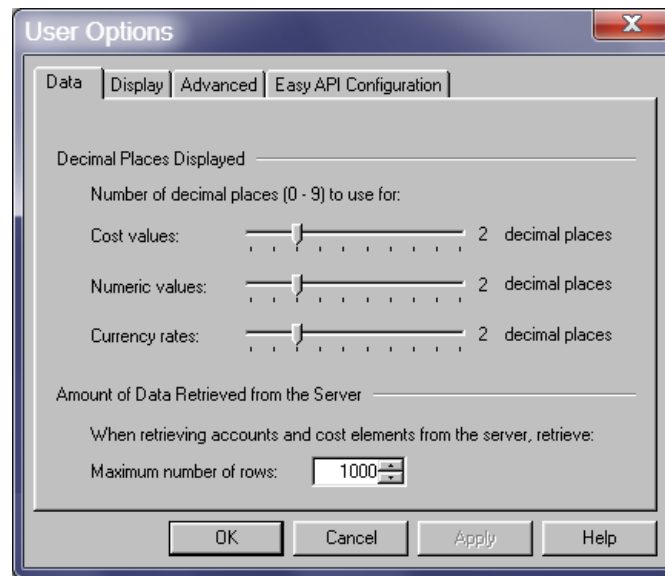 User Options
Data Display Advanced Easy API Configuration
Decimal Places Displayed
Number of decimal places (0 - 9) to use for:
Cost values: 2 decimal places
Numeric values: 2 decimal places
Currency rates: 2 decimal places
Amount of Data Retrieved from the Server
When retrieving accounts and cost elements from the server, retrieve:
Maximum number of rows: 1000
OK Cancel Apply Help